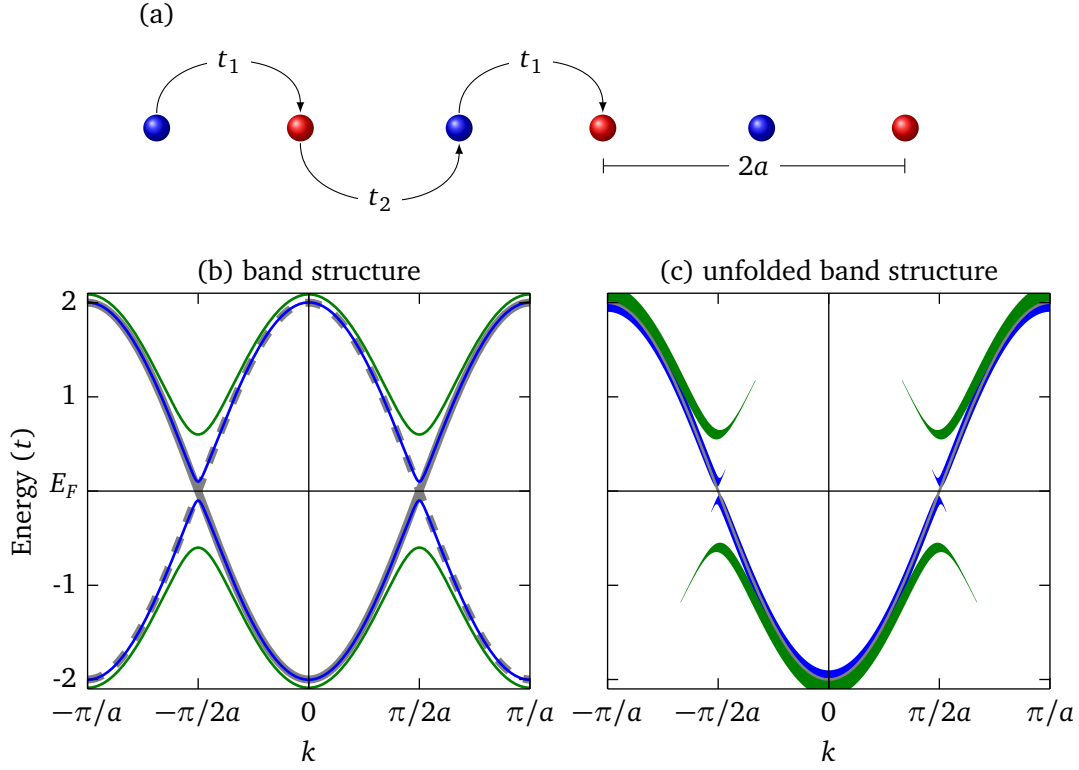 (a)
t₁ t₁
t₂ 2a
(b) band structure (c) unfolded band structure
Energy (t)
2
1
E_F
-1
-2
−π/a −π/2a 0 π/2a π/a −π/a −π/2a 0 π/2a π/a
k k